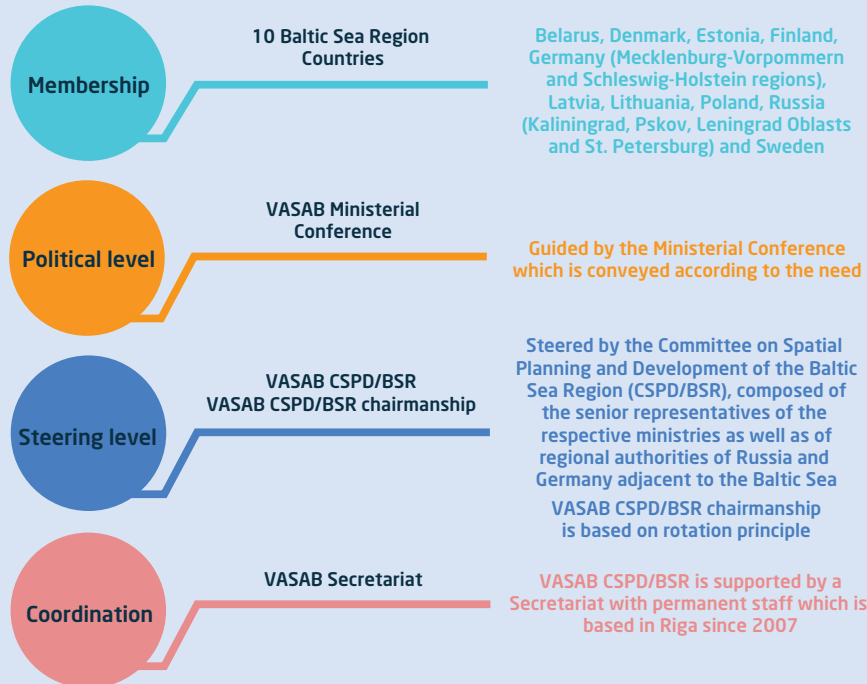 Membership
10 Baltic Sea Region
Countries
Belarus, Denmark, Estonia, Finland,
Germany (Mecklenburg-Vorpommern
and Schleswig-Holstein regions),
Latvia, Lithuania, Poland, Russia
(Kaliningrad, Pskov, Leningrad Oblasts
and St. Petersburg) and Sweden
Political level
VASAB Ministerial
Conference
Guided by the Ministerial Conference
which is conveyed according to the need
Steering level
VASAB CSPD/BSR
VASAB CSPD/BSR chairmanship
Steered by the Committee on Spatial
Planning and Development of the Baltic
Sea Region (CSPD/BSR), composed of
the senior representatives of the
respective ministries as well as of
regional authorities of Russia and
Germany adjacent to the Baltic Sea
VASAB CSPD/BSR chairmanship
is based on rotation principle
Coordination
VASAB Secretariat
VASAB CSPD/BSR is supported by a
Secretariat with permanent staff which is
based in Riga since 2007